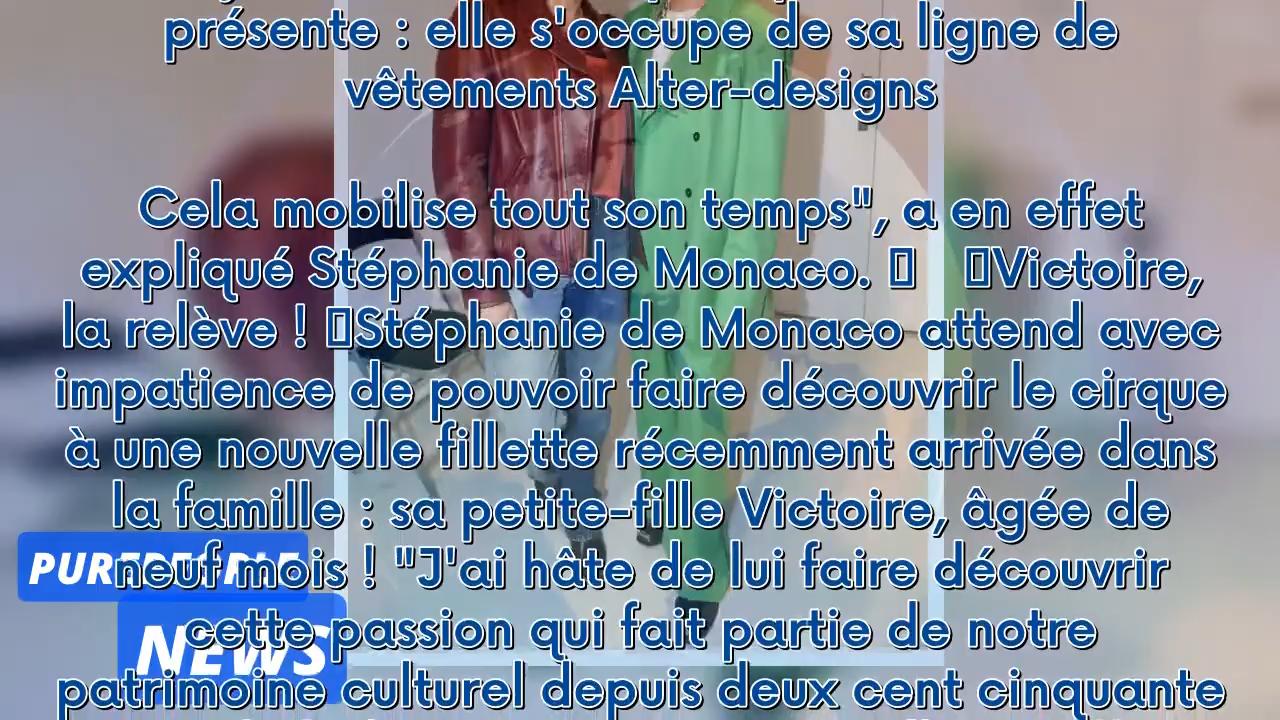 présente : elle s'occupe de sa ligne de
vêtements Alter-designs
Cela mobilise tout son temps", a en effet
expliqué Stéphanie de Monaco. Victoire,
la relève ! Stéphanie de Monaco attend avec
impatience de pouvoir faire découvrir le cirque
à une nouvelle fillette récemment arrivée dans
la famille : sa petite-fille Victoire, âgée de
neuf mois ! "J'ai hâte de lui faire découvrir
cette passion qui fait partie de notre
patrimoine culturel depuis deux cent cinquante
NEWS